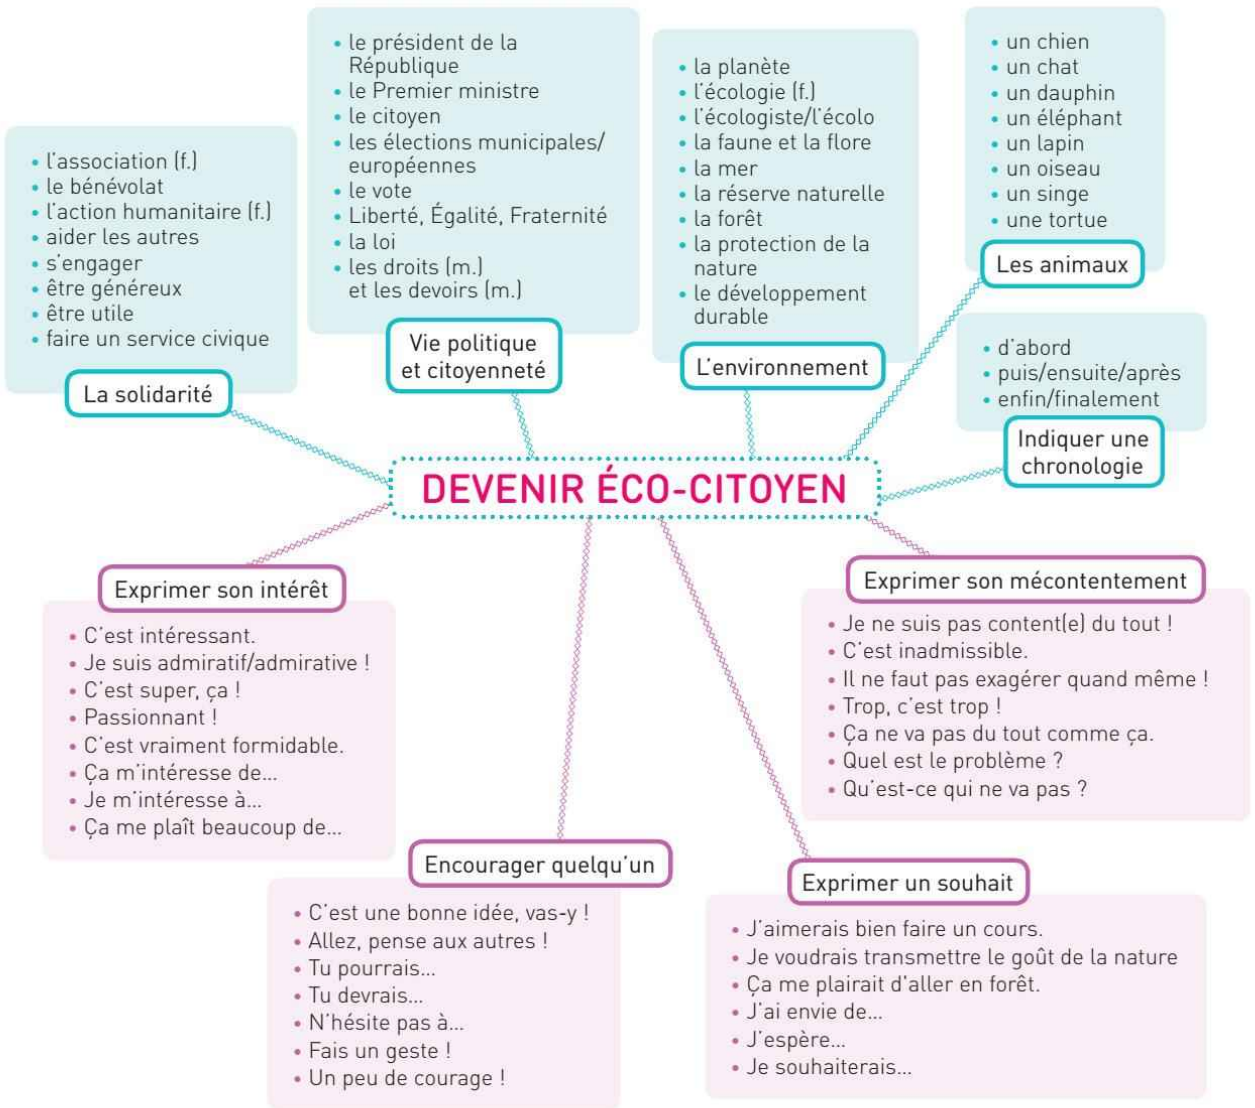 • l'association (f.)
• le bénévolat
• l'action humanitaire (f.)
• aider les autres
• s'engager
• être généreux
• être utile
• faire un service civique
La solidarité
• le président de la
République
• le Premier ministre
• le citoyen
• les élections municipales/
européennes
• le vote
• Liberté, Égalité, Fraternité
• la loi
• les droits (m.)
et les devoirs (m.)
Vie politique
et citoyenneté
• la planète
• l'écologie (f.)
• l'écologiste/l'écolo
• la faune et la flore
• la mer
• la réserve naturelle
• la forêt
• la protection de la
nature
• le développement
durable
L'environnement
• un chien
• un chat
• un dauphin
• un éléphant
• un lapin
• un oiseau
• un singe
• une tortue
Les animaux
• d'abord
• puis/ensuite/après
• enfin/finalement
Indiquer une
chronologie
DEVENIR ÉCO-CITOYEN
Exprimer son intérêt
• C'est intéressant.
• Je suis admiratif/admirative !
• C'est super, ça !
• Passionnant !
• C'est vraiment formidable.
• Ça m'intéresse de...
• Je m'intéresse à...
• Ça me plaît beaucoup de...
Encourager quelqu'un
• C'est une bonne idée, vas-y !
• Allez, pense aux autres !
• Tu pourrais...
• Tu devrais...
• N'hésite pas à...
• Fais un geste !
• Un peu de courage !
Exprimer un souhait
• J'aimerais bien faire un cours.
• Je voudrais transmettre le goût de la nature
• Ça me plairait d'aller en forêt.
• J'ai envie de...
• J'espère...
• Je souhaiterais...
Exprimer son mécontentement
• Je ne suis pas content(e) du tout !
• C'est inadmissible.
• Il ne faut pas exagérer quand même !
• Trop, c'est trop !
• Ça ne va pas du tout comme ça.
• Quel est le problème ?
• Qu'est-ce qui ne va pas ?